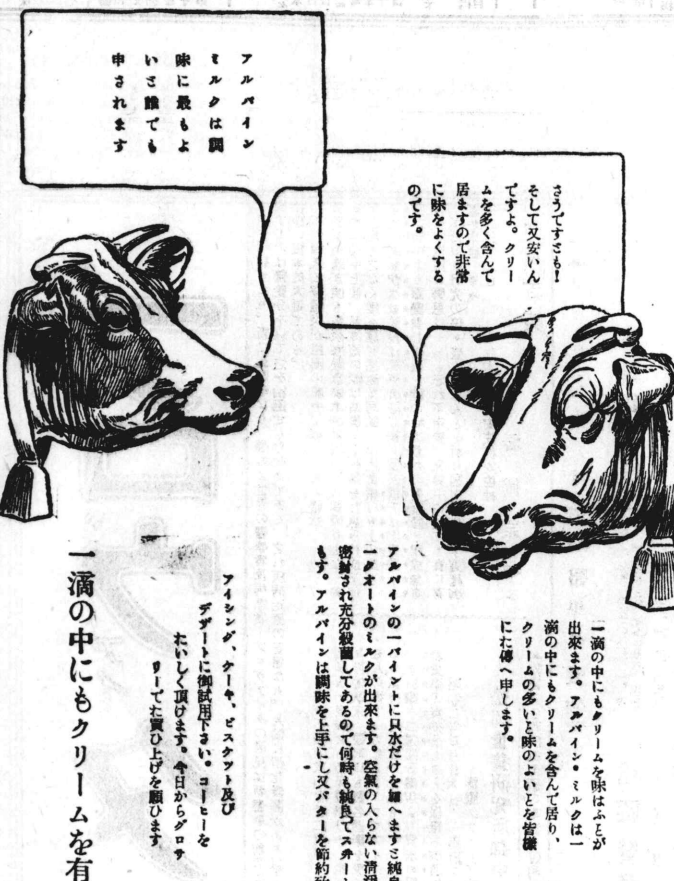 アルパイン
ミルクは調
味に最もよ
いと誰でも
申されます
さうですとも!
そして又安いん
ですよ。クリー
ムを多く含んで
居ますので非常
に味をよくする
のです。
一滴の中にもクリームを味はふとが
出來ます。アルパイン・ミルクは一
滴の中にもクリームを含んで居り、
クリームの多いと味のよいとを皆樣
にお傳へ申します。
アルパインの一パイントに只水だけを加へますと純良
一クオートのミルクが出來ます。空氣の入らない清潔
密封され充分殺菌してあるので何時も純良でスヰート
もす。アルパインは調味を上手にし又バターを節約致
アイシング、ケーキ、ビスケット及び
デザートに御試用下さい。コーヒーを
おいしく頂けます。今日からグロサ
リーでお買ひ上げを願ひます
一滴の中にもクリームを有